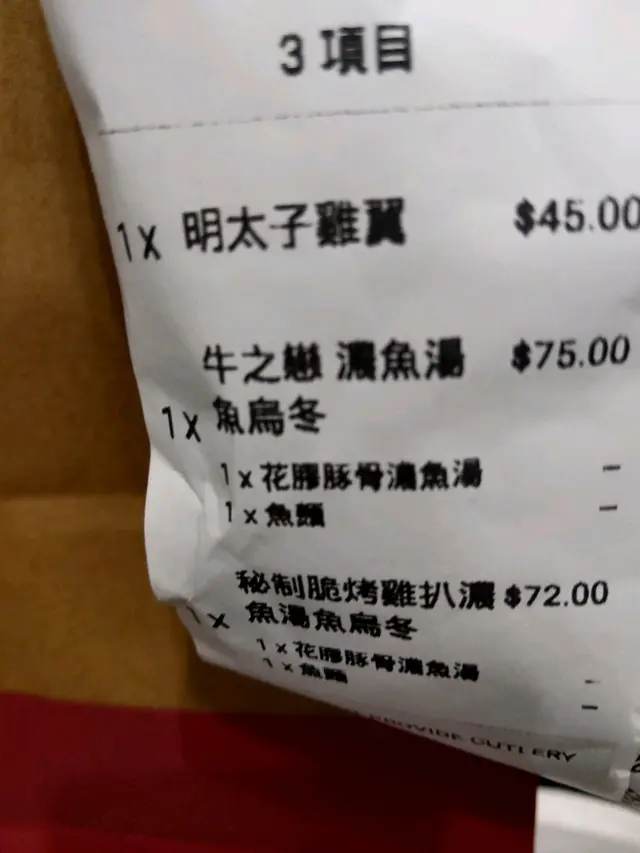 3 項目
1x 明太子雞翼 $45.00
牛之戀 濃魚湯 $75.00
1x 魚烏冬
1 x 花膠豚骨濃魚湯 -
1 x 魚麵 -
秘制脆烤雞扒濃 $72.00
1x 魚湯魚烏冬
1 x 花膠豚骨濃魚湯 -
1 x 魚麵 -
CUTLERY